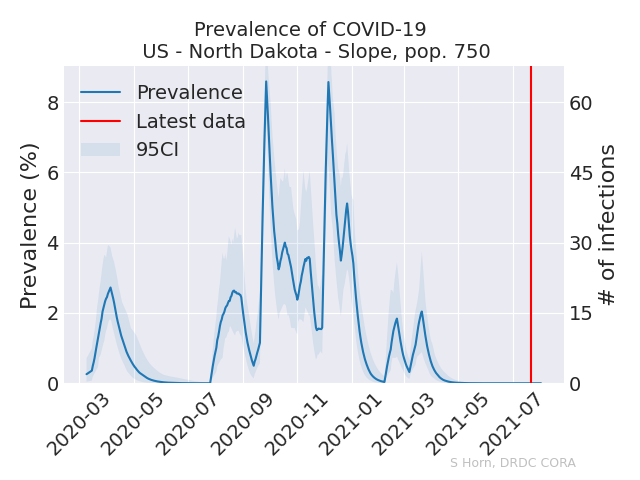 Prevalence of COVID-19
US - North Dakota - Slope, pop. 750
Prevalence
Latest data
95CI
Prevalence (%)
8
6
4
2
0
# of infections
60
45
30
15
0
2020-03
2020-05
2020-07
2020-09
2020-11
2021-01
2021-03
2021-05
2021-07
S Horn, DRDC CORA